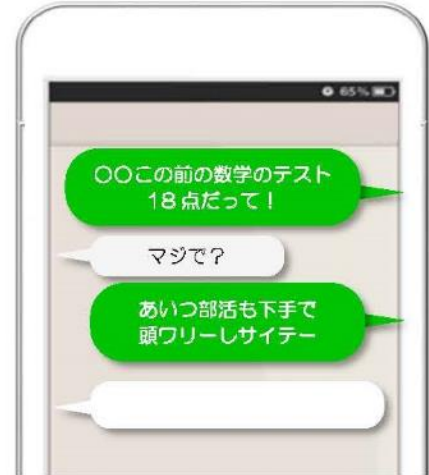 65%
〇〇この前の数学のテスト
18点だって！
マジで？
あいつ部活も下手で
頭ワリーしサイテー